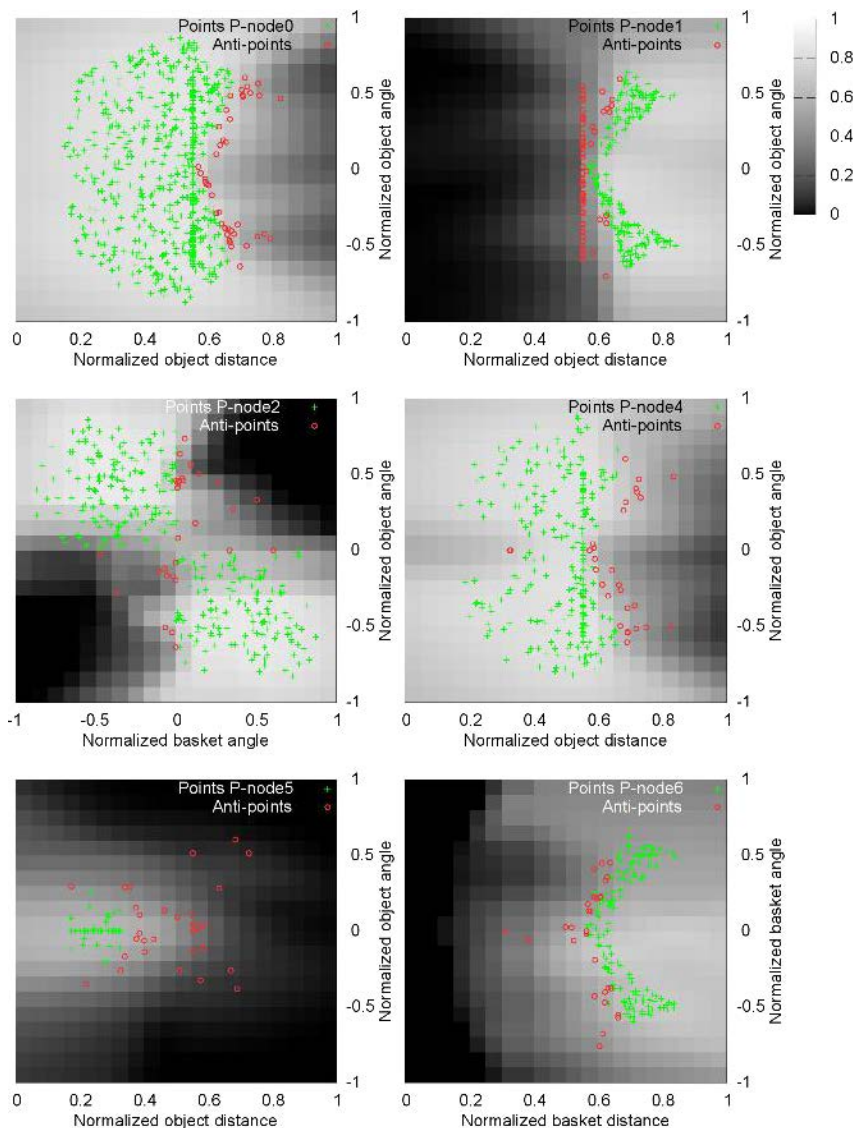 Points P-node0
Anti-points
1
0.5
0
-0.5
-1
Normalized object angle
0 0.2 0.4 0.6 0.8 1
Normalized object distance
Points P-node1
Anti-points
1
0.5
0
-0.5
-1
Normalized object angle
0 0.2 0.4 0.6 0.8 1
Normalized object distance
1
0.8
0.6
0.4
0.2
0
Points P-node2
Anti-points
1
0.5
0
-0.5
-1
Normalized object angle
-1 -0.5 0 0.5 1
Normalized basket angle
Points P-node4
Anti-points
1
0.5
0
-0.5
-1
Normalized object angle
0 0.2 0.4 0.6 0.8 1
Normalized object distance
Points P-node5
Anti-points
1
0.5
0
-0.5
-1
Normalized object angle
0 0.2 0.4 0.6 0.8 1
Normalized object distance
Points P-node6
Anti-points
1
0.5
0
-0.5
-1
Normalized basket angle
0 0.2 0.4 0.6 0.8 1
Normalized basket distance